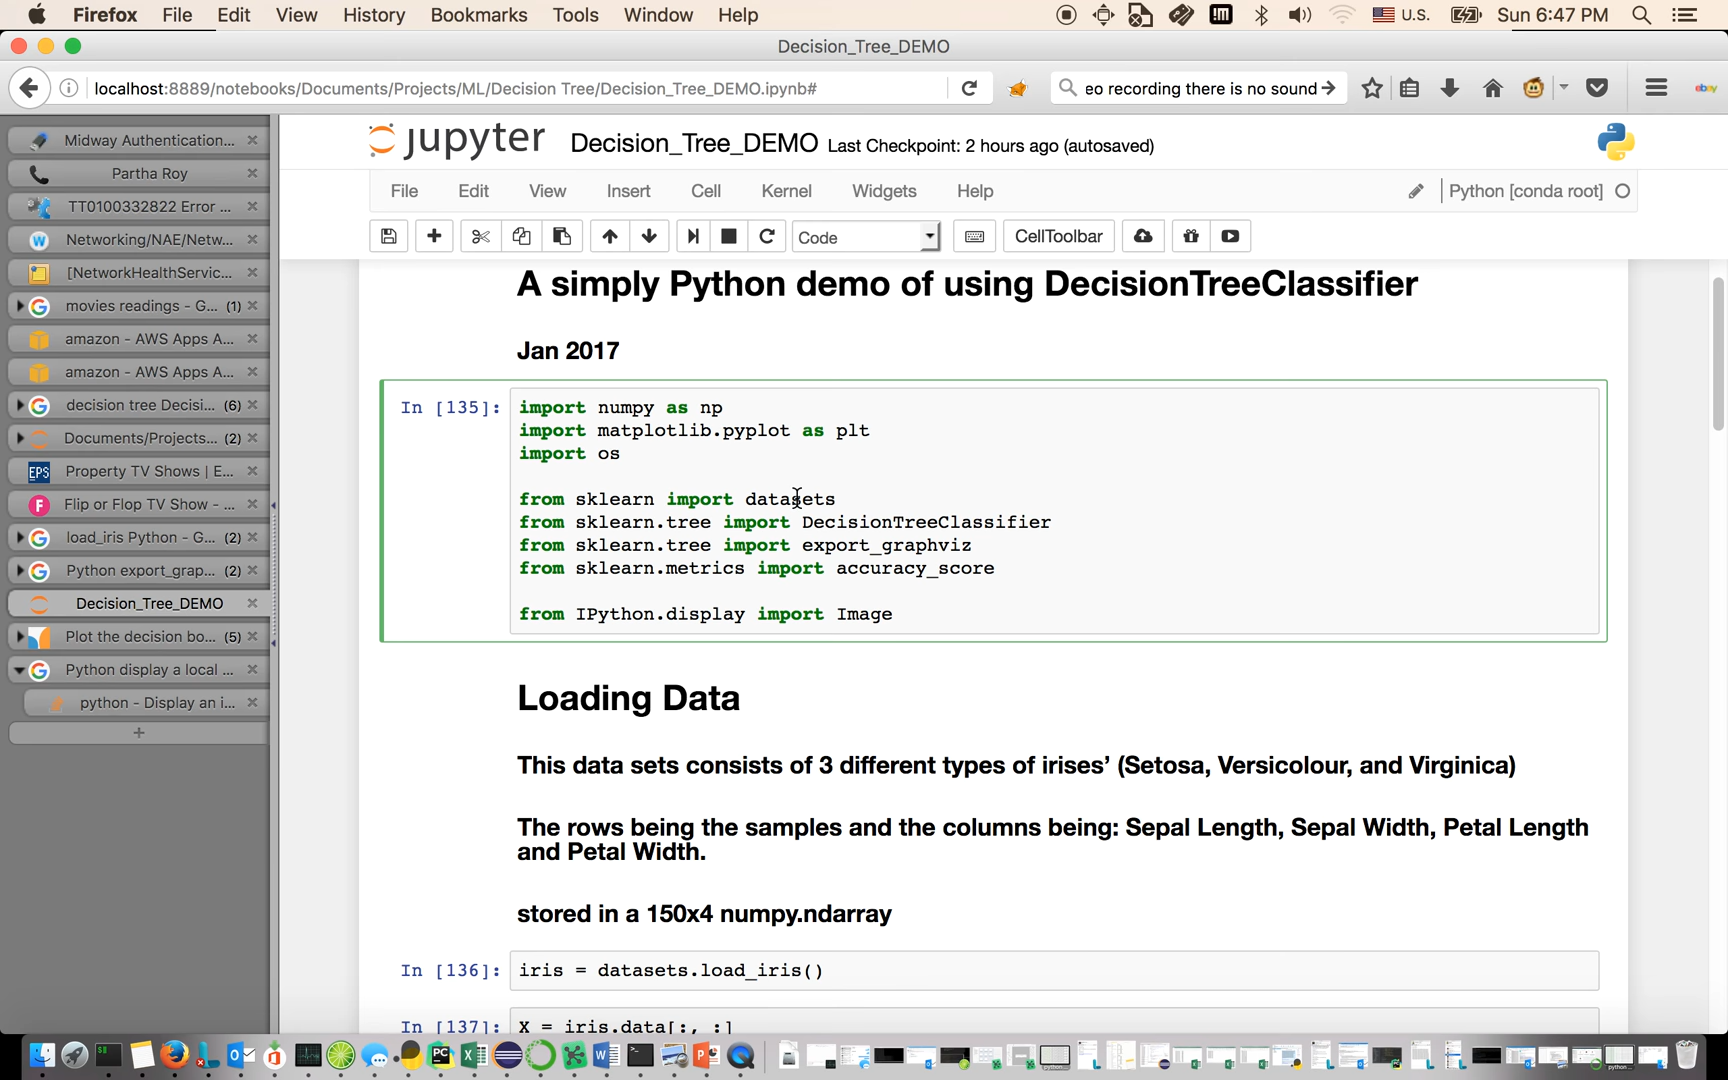 Firefox File Edit View History Bookmarks Tools Window Help U.S. Sun 6:47 PM
Decision_Tree_DEMO
localhost:8889/notebooks/Documents/Projects/ML/Decision Tree/Decision_Tree_DEMO.ipynb#
eo recording there is no sound
ebay
Midway Authentication...
Partha Roy
TT0100332822 Error ...
Networking/NAE/Netw...
[NetworkHealthServic...
movies readings - G... (1)
amazon - AWS Apps A...
amazon - AWS Apps A...
decision tree Decisi... (6)
Documents/Projects... (2)
EPS Property TV Shows | E...
F Flip or Flop TV Show - ...
load_iris Python - G... (2)
Python export_grap... (2)
Decision_Tree_DEMO
Plot the decision bo... (5)
Python display a local ...
python - Display an i...
jupyter Decision_Tree_DEMO Last Checkpoint: 2 hours ago (autosaved)
File Edit View Insert Cell Kernel Widgets Help Python [conda root]
Code CellToolbar
A simply Python demo of using DecisionTreeClassifier
Jan 2017
In [135]: import numpy as np
import matplotlib.pyplot as plt
import os
from sklearn import datasets
from sklearn.tree import DecisionTreeClassifier
from sklearn.tree import export_graphviz
from sklearn.metrics import accuracy_score
from IPython.display import Image
Loading Data
This data sets consists of 3 different types of irises’ (Setosa, Versicolour, and Virginica)
The rows being the samples and the columns being: Sepal Length, Sepal Width, Petal Length
and Petal Width.
stored in a 150x4 numpy.ndarray
In [136]: iris = datasets.load_iris()
In [137]: X = iris.data[:, :]